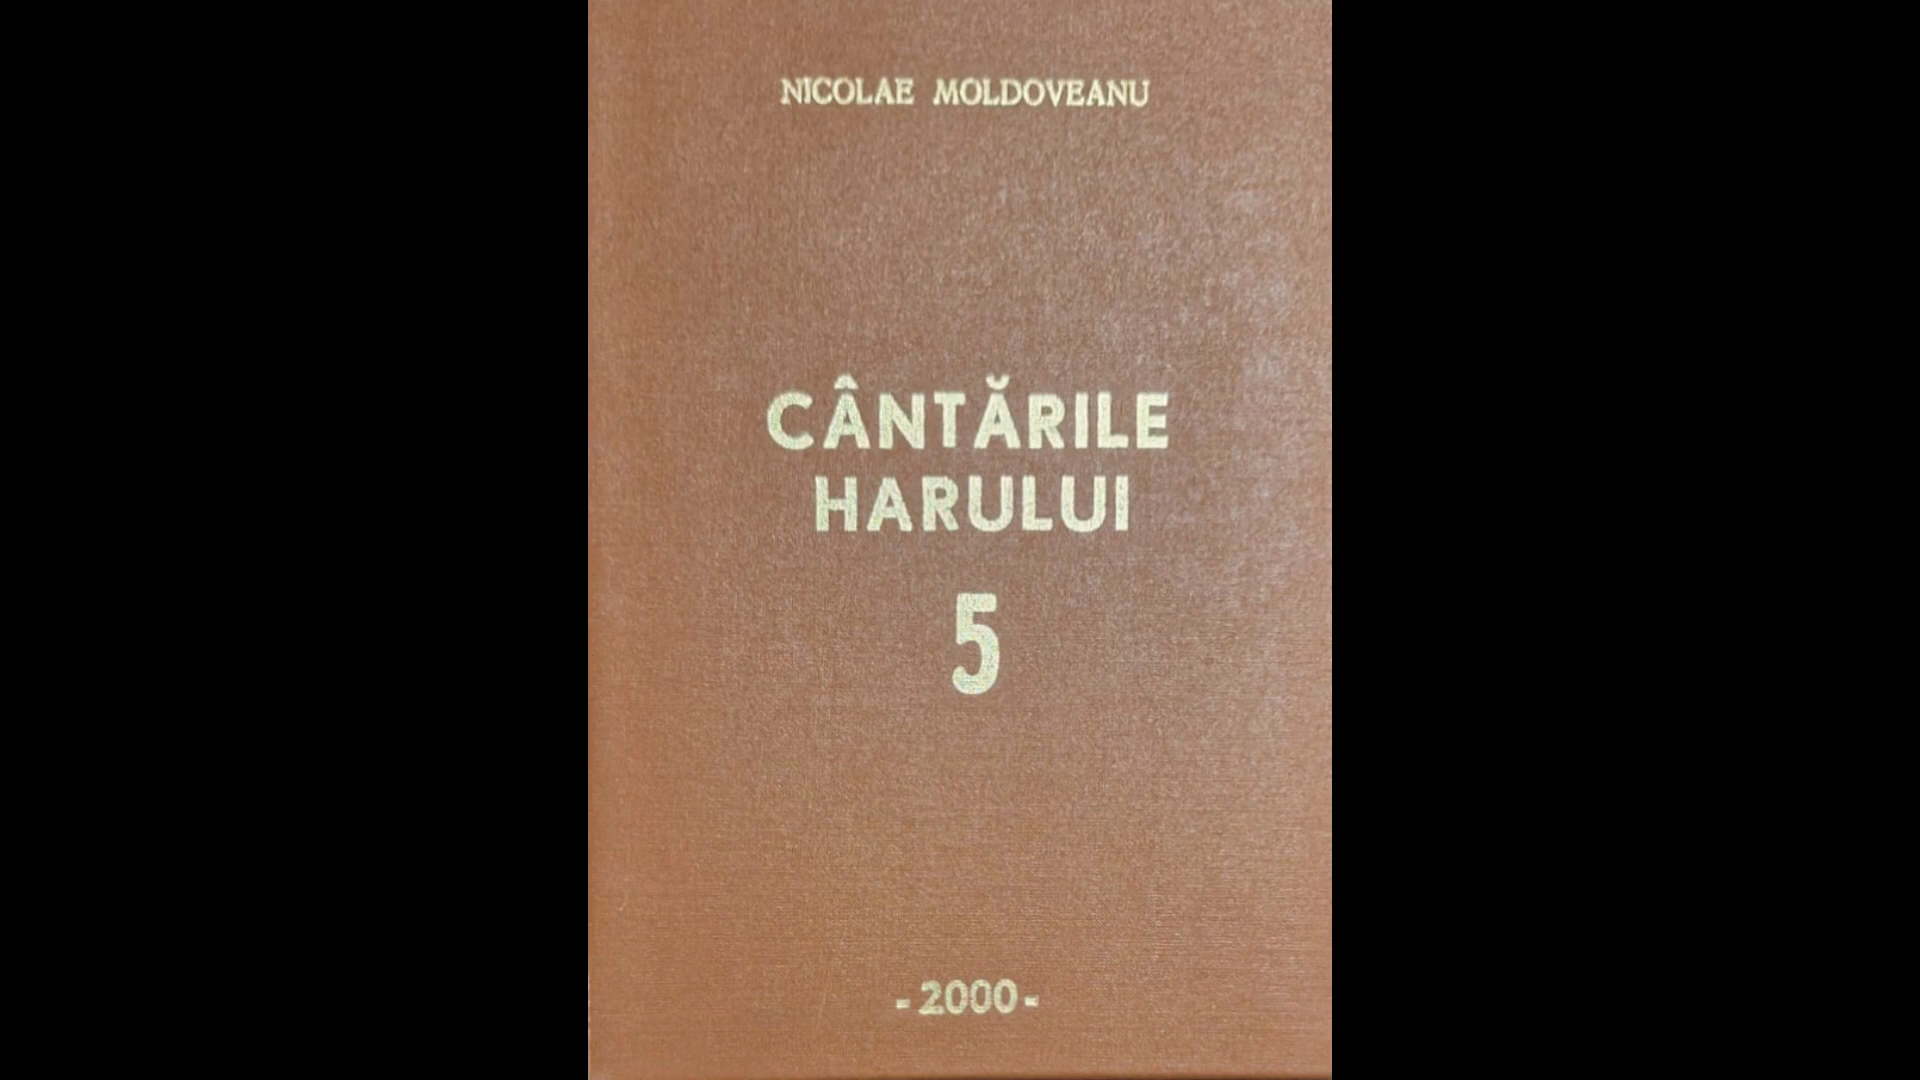 NICOLAE MOLDOVEANU
CÂNTĂRILE
HARULUI
5
- 2000 -